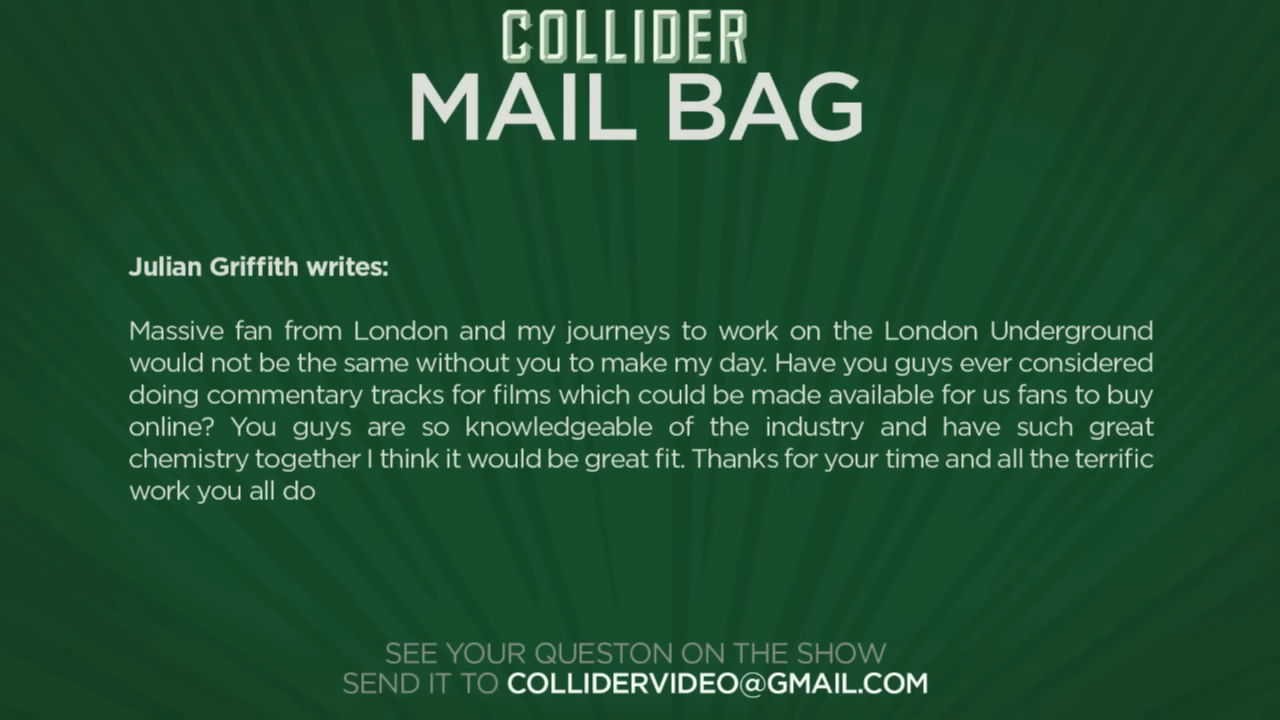 COLLIDER
MAIL BAG
Julian Griffith writes:
Massive fan from London and my journeys to work on the London Underground
would not be the same without you to make my day. Have you guys ever considered
doing commentary tracks for films which could be made available for us fans to buy
online? You guys are so knowledgeable of the industry and have such great
chemistry together I think it would be great fit. Thanks for your time and all the terrific
work you all do
SEE YOUR QUESTON ON THE SHOW
SEND IT TO COLLIDERVIDEO@GMAIL.COM